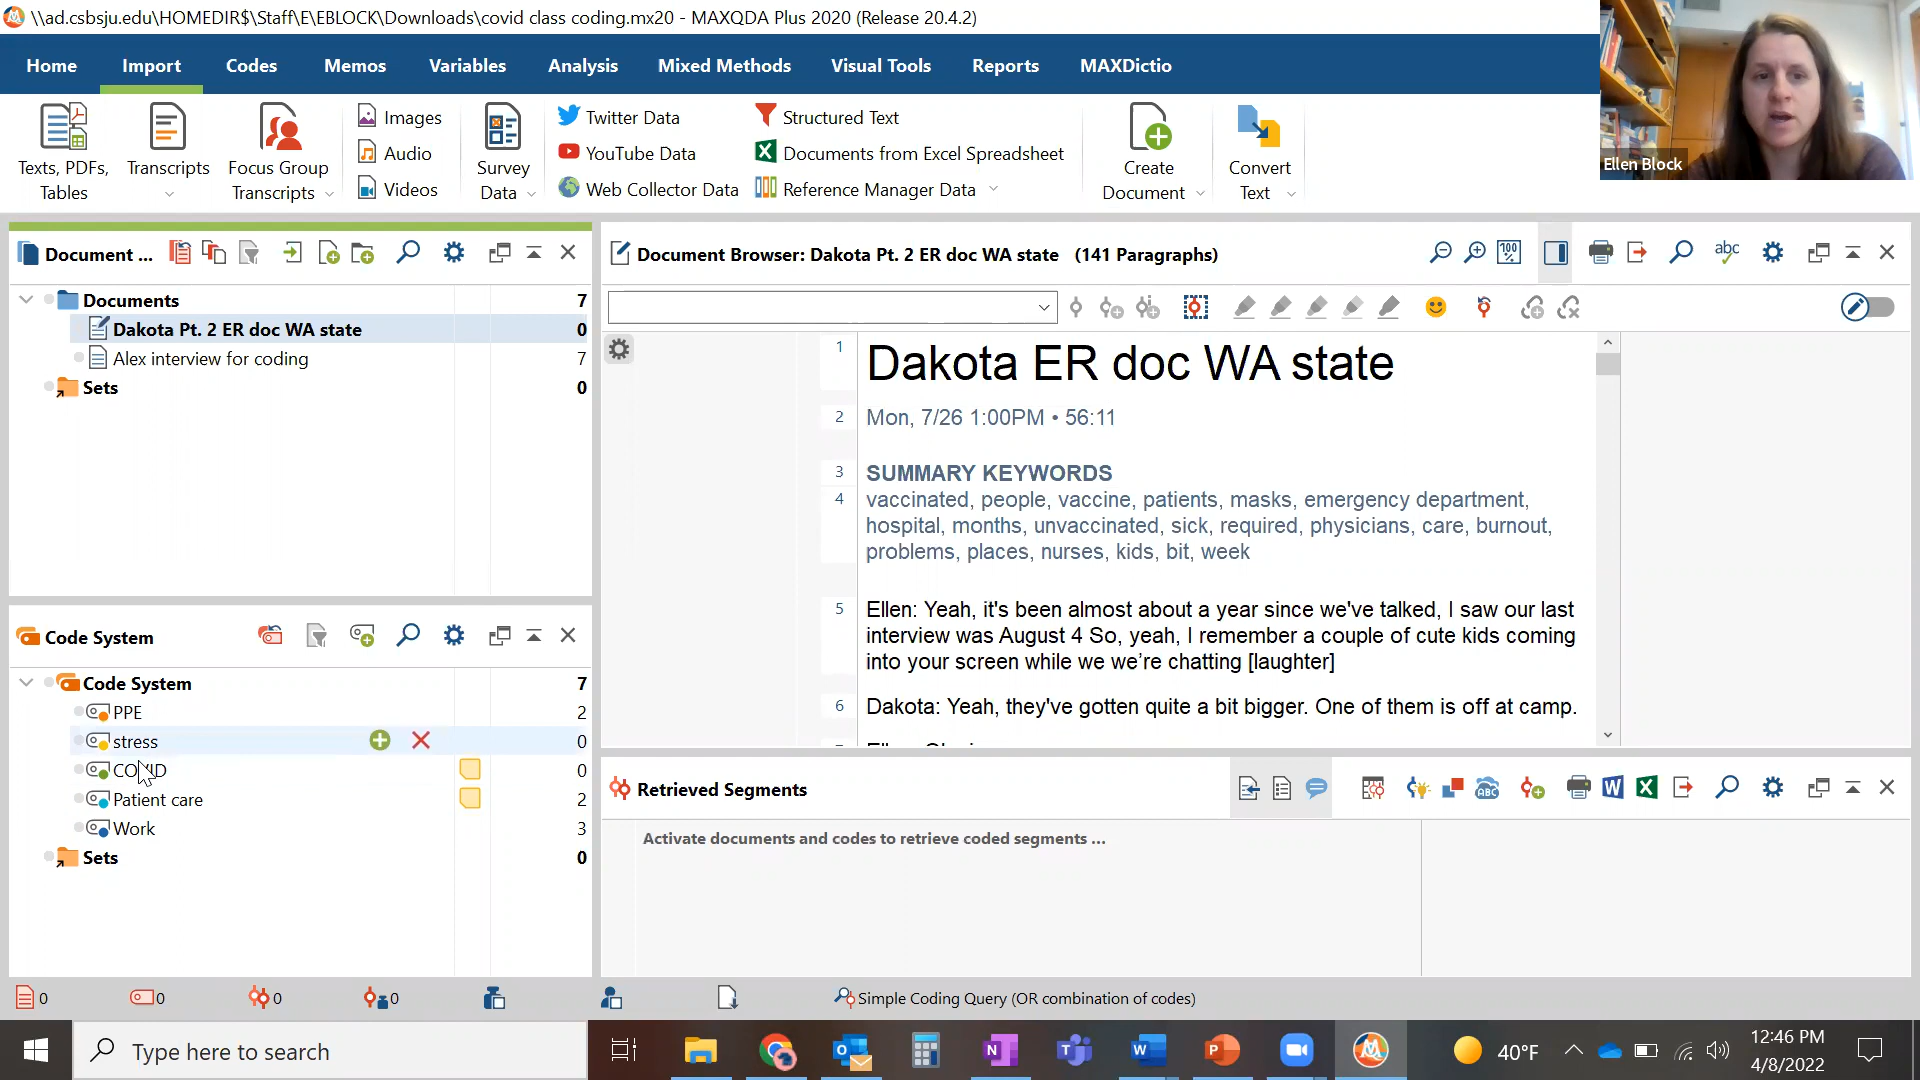 \\ad.csbsju.edu\HOMEDIR$\Staff\E\EBLOCK\Downloads\covid class coding.mx20 - MAXQDA Plus 2020 (Release 20.4.2)
Home Import Codes Memos Variables Analysis Mixed Methods Visual Tools Reports MAXDictio
Texts, PDFs, Tables
Transcripts
Focus Group Transcripts
Images
Audio
Videos
Survey Data
Twitter Data
YouTube Data
Web Collector Data
Structured Text
Documents from Excel Spreadsheet
Reference Manager Data
Create Document
Convert Text
Ellen Block
Document ...
Documents 7
Dakota Pt. 2 ER doc WA state 0
Alex interview for coding 7
Sets 0
Document Browser: Dakota Pt. 2 ER doc WA state (141 Paragraphs)
100
%
abc
1 Dakota ER doc WA state
2 Mon, 7/26 1:00PM • 56:11
3 SUMMARY KEYWORDS
4 vaccinated, people, vaccine, patients, masks, emergency department,
hospital, months, unvaccinated, sick, required, physicians, care, burnout,
problems, places, nurses, kids, bit, week
5 Ellen: Yeah, it's been almost about a year since we've talked, I saw our last
interview was August 4 So, yeah, I remember a couple of cute kids coming
into your screen while we we're chatting [laughter]
6 Dakota: Yeah, they've gotten quite a bit bigger. One of them is off at camp.
Code System
Code System 7
PPE 2
stress 0
COVID 0
Patient care 2
Work 3
Sets 0
Retrieved Segments
ABC
Activate documents and codes to retrieve coded segments ...
0 0 0 0
Simple Coding Query (OR combination of codes)
Type here to search
40°F
12:46 PM
4/8/2022